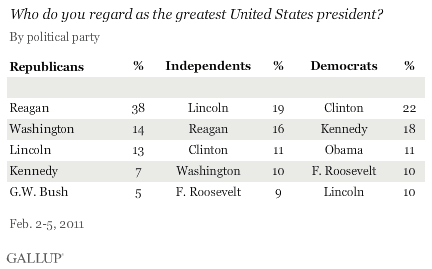 Who do you regard as the greatest United States president?
By political party
Republicans % Independents % Democrats %
Reagan 38 Lincoln 19 Clinton 22
Washington 14 Reagan 16 Kennedy 18
Lincoln 13 Clinton 11 Obama 11
Kennedy 7 Washington 10 F. Roosevelt 10
G.W. Bush 5 F. Roosevelt 9 Lincoln 10
Feb. 2-5, 2011
GALLUP